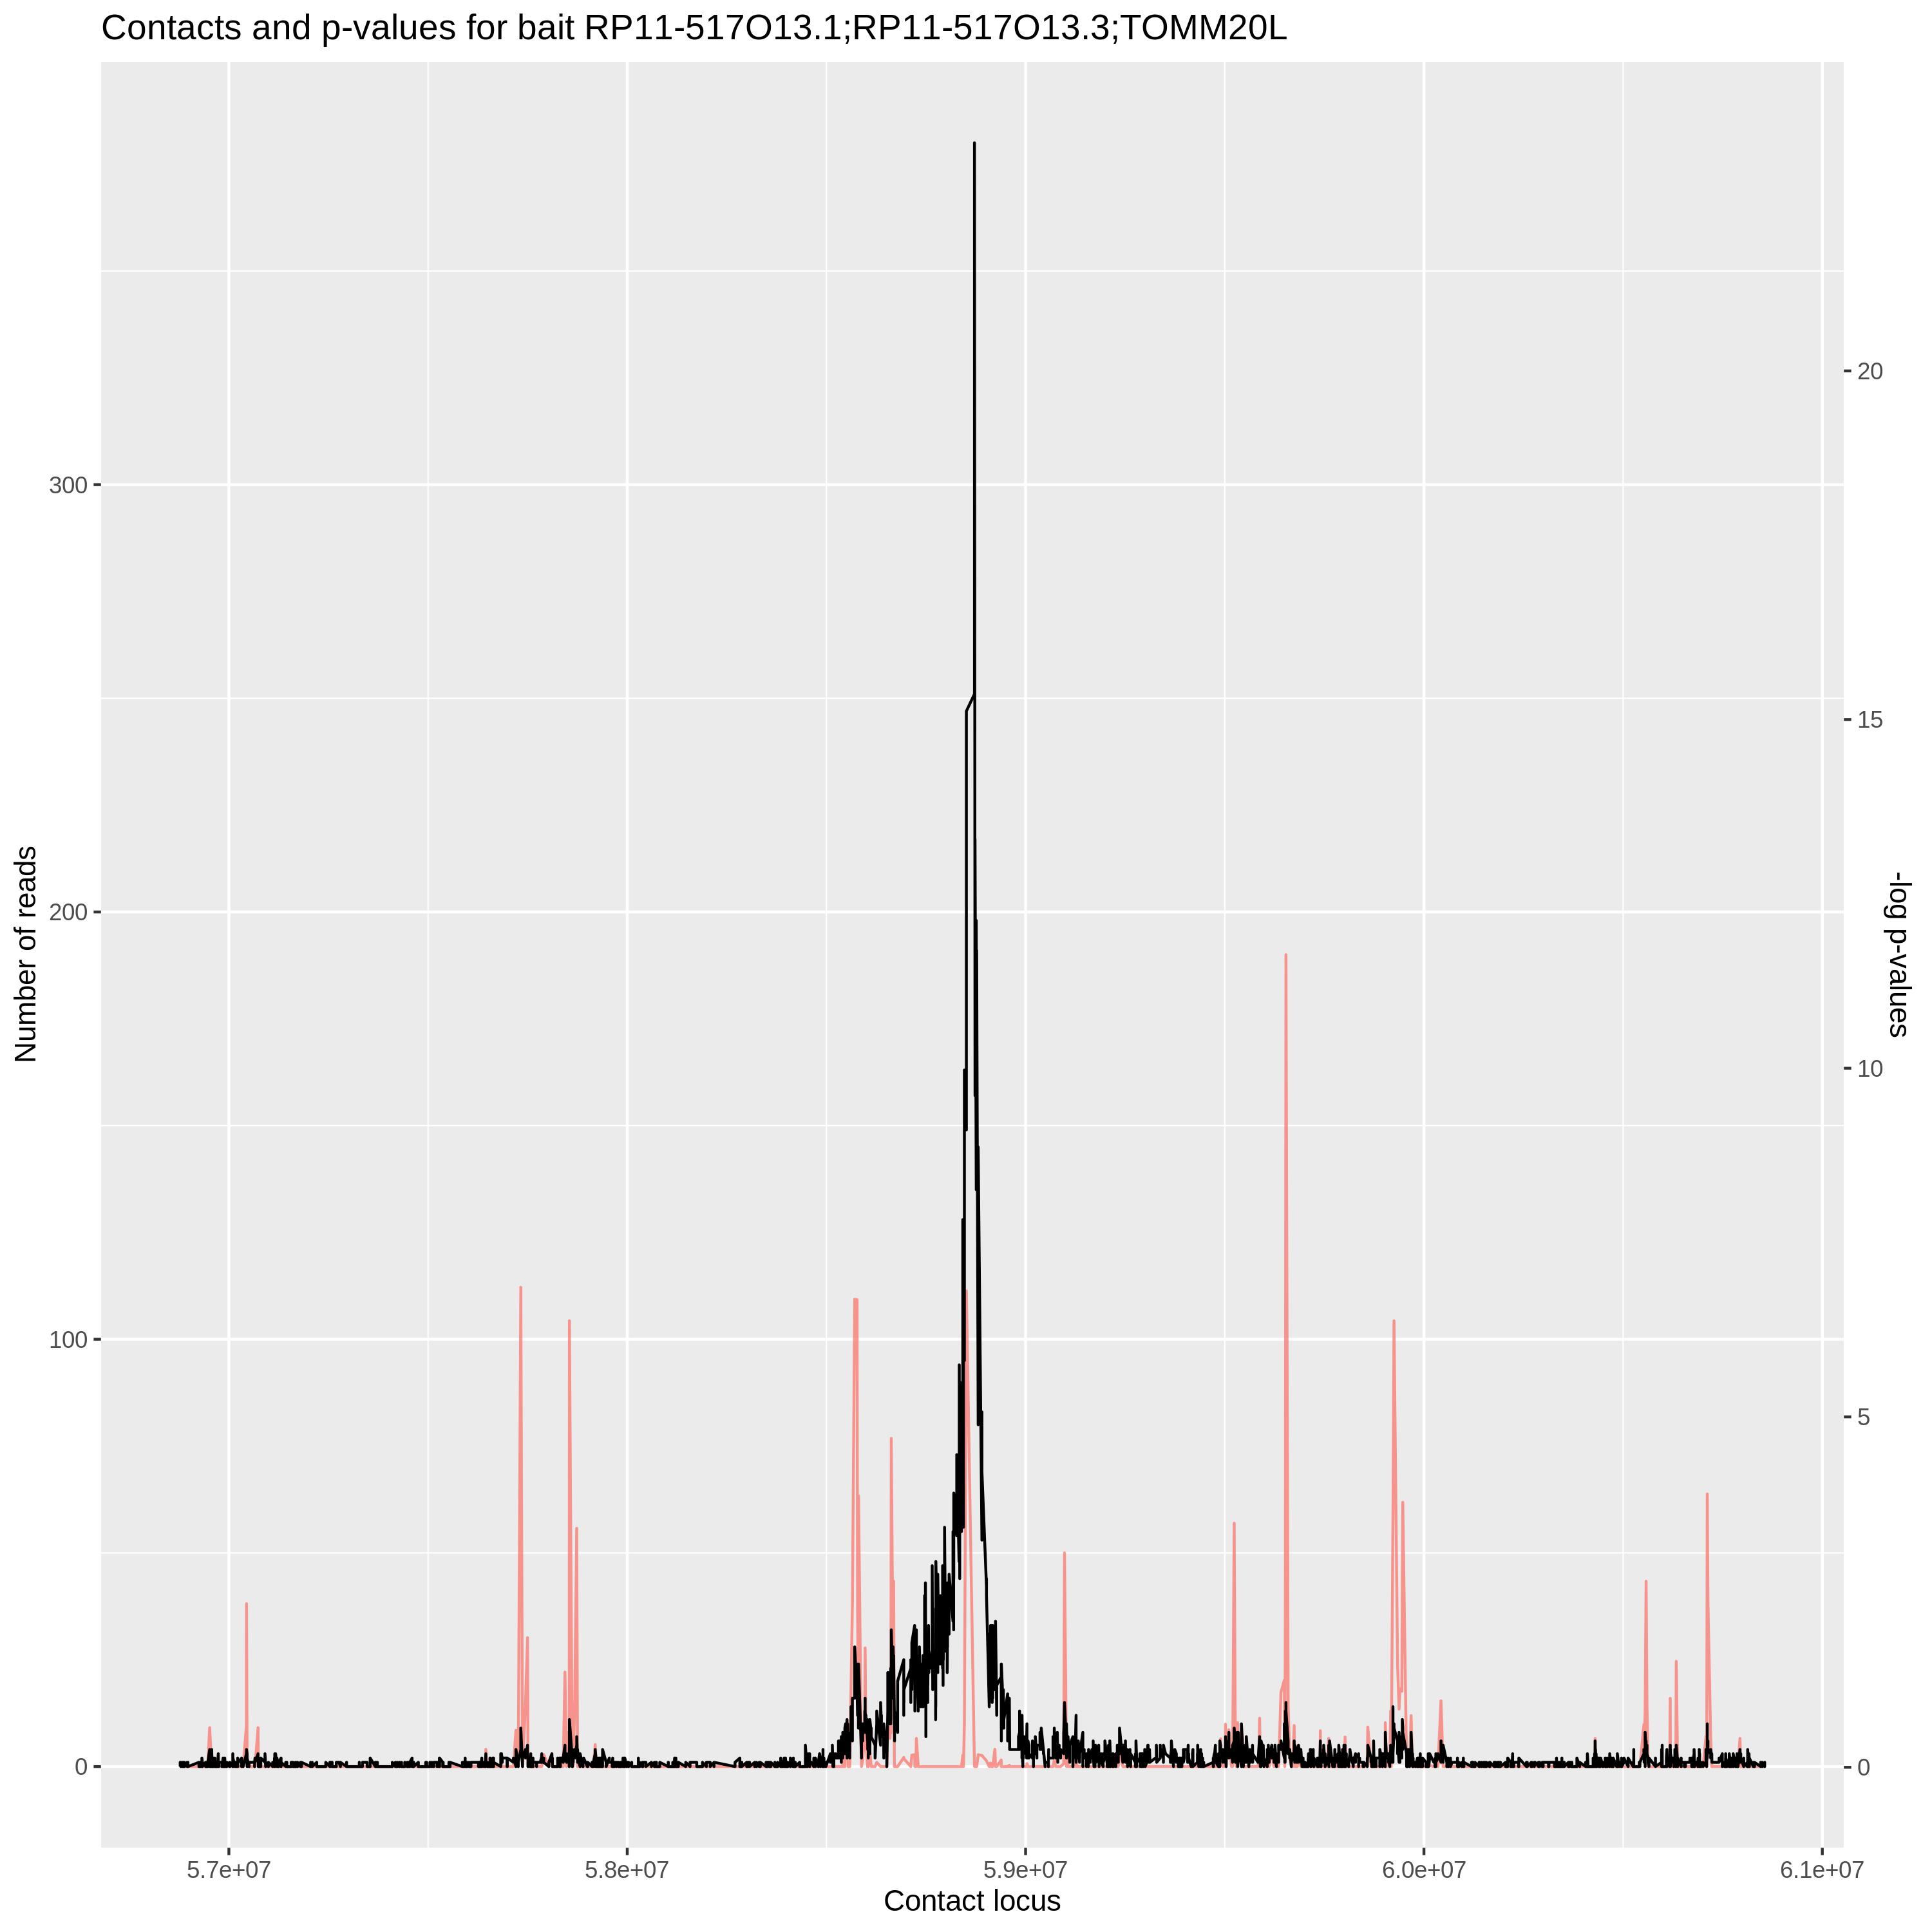 Contacts and p-values for bait RP11-517O13.1;RP11-517O13.3;TOMM20L
Number of reads
300
200
100
0
20
15
10
5
0
-log p-values
5.7e+07 5.8e+07 5.9e+07 6.0e+07 6.1e+07
Contact locus